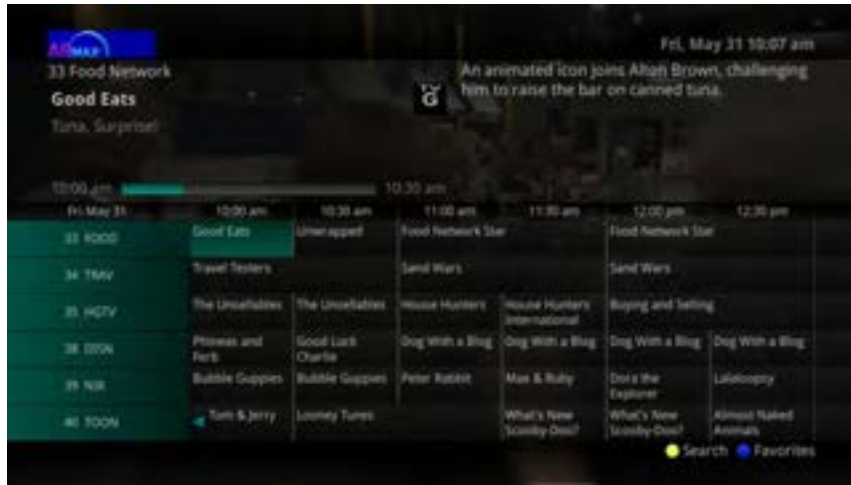 Fri, May 31 10:07 am
33 Food Network
Good Eats
Tuna, Surprise!
An animated icon joins Alton Brown, challenging
him to raise the bar on canned tuna.
G
10:00 am 10:30 am
Fri May 31 10:00 am 10:30 am 11:00 am 11:30 am 12:00 pm 12:30 pm
33 FOOD Good Eats Unwrapped Food Network Star Food Network Star
34 TRAV Travel Testers Sand Wars Sand Wars
35 HGTV The Unsellables The Unsellables House Hunters House Hunters International Buying and Selling
38 DISN Phineas and Ferb Good Luck Charlie Dog With a Blog Dog With a Blog Dog With a Blog Dog With a Blog
39 NJR Bubble Guppies Bubble Guppies Peter Rabbit Max & Ruby Dora the Explorer Lalaloopsy
40 TOON Tom & Jerry Looney Tunes What's New Scooby-Doo? What's New Scooby-Doo? Almost Naked Animals
Search Favorites